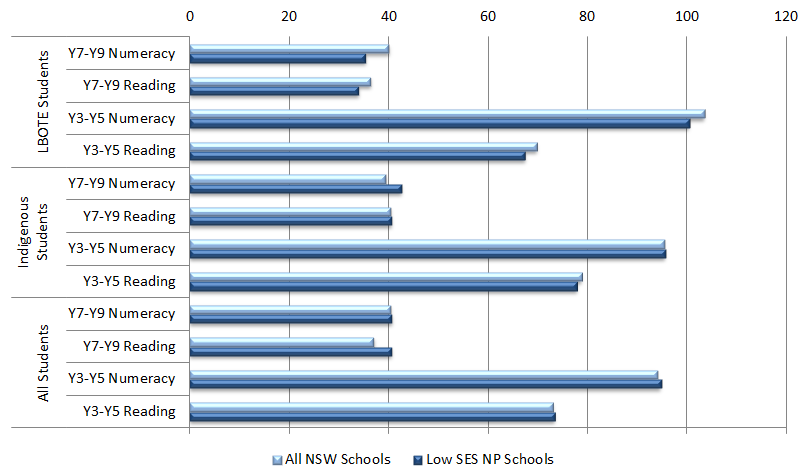 0 20 40 60 80 100 120
LBOTE Students
Y7-Y9 Numeracy
Y7-Y9 Reading
Y3-Y5 Numeracy
Y3-Y5 Reading
Indigenous
Students
Y7-Y9 Numeracy
Y7-Y9 Reading
Y3-Y5 Numeracy
Y3-Y5 Reading
All Students
Y7-Y9 Numeracy
Y7-Y9 Reading
Y3-Y5 Numeracy
Y3-Y5 Reading
All NSW Schools Low SES NP Schools